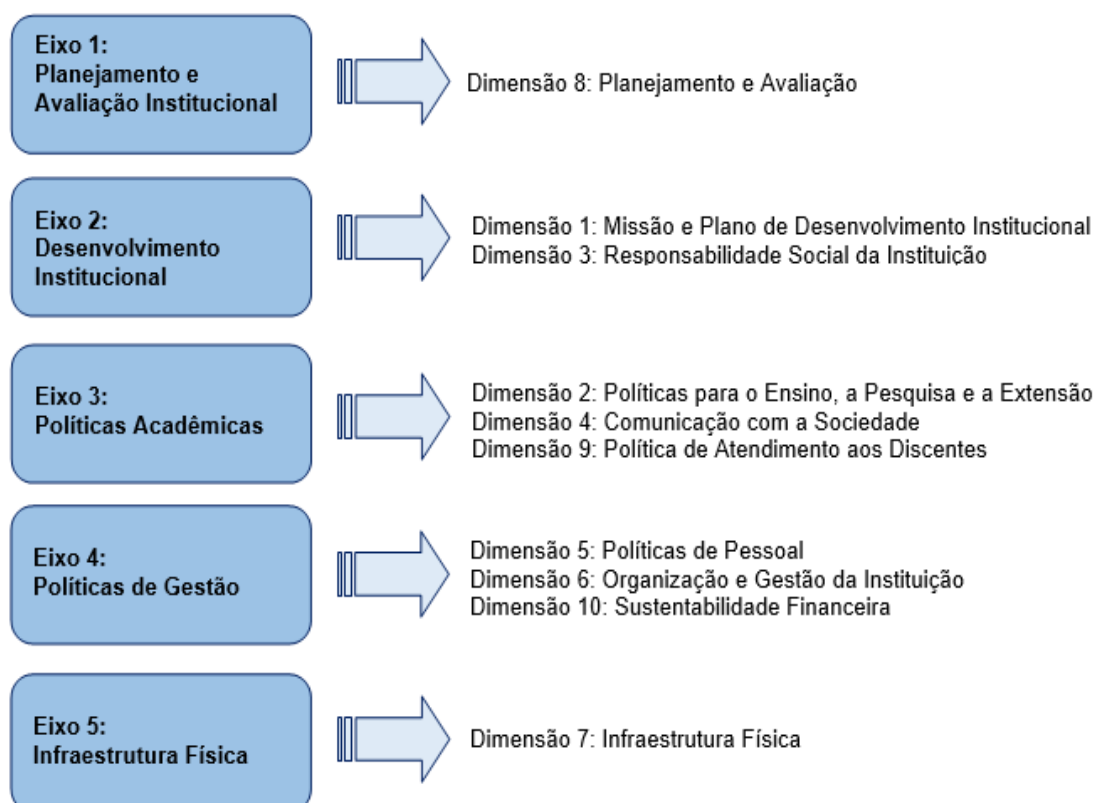 Eixo 1:
Planejamento e
Avaliação Institucional
Dimensão 8: Planejamento e Avaliação
Eixo 2:
Desenvolvimento
Institucional
Dimensão 1: Missão e Plano de Desenvolvimento Institucional
Dimensão 3: Responsabilidade Social da Instituição
Eixo 3:
Políticas Acadêmicas
Dimensão 2: Políticas para o Ensino, a Pesquisa e a Extensão
Dimensão 4: Comunicação com a Sociedade
Dimensão 9: Política de Atendimento aos Discentes
Eixo 4:
Políticas de Gestão
Dimensão 5: Políticas de Pessoal
Dimensão 6: Organização e Gestão da Instituição
Dimensão 10: Sustentabilidade Financeira
Eixo 5:
Infraestrutura Física
Dimensão 7: Infraestrutura Física